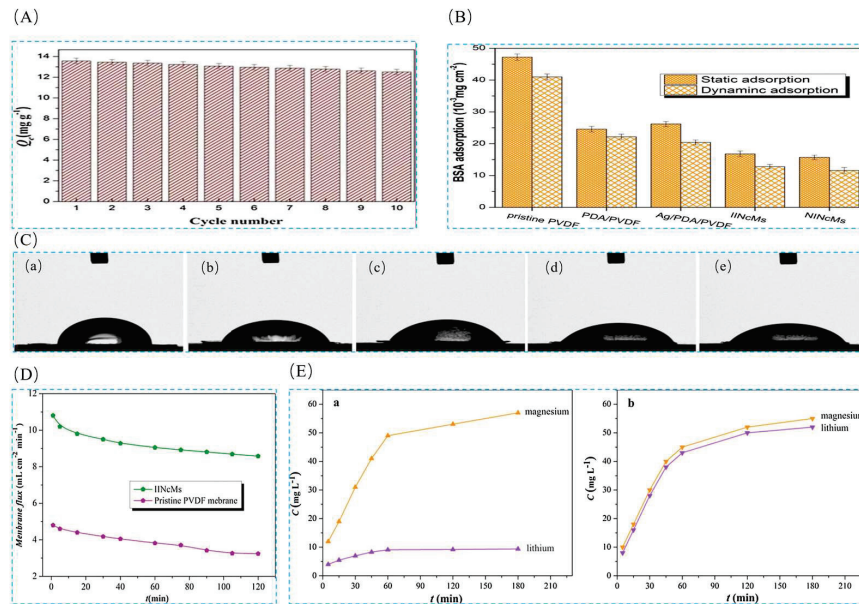 (A)
Qe(mg g-1)
16
14
12
10
8
6
4
2
0
1 2 3 4 5 6 7 8 9 10
Cycle number
(B)
BSA adsorption (10-3mg cm-2)
50
40
30
20
10
0
Static adsorption
Dynaminc adsorption
pristine PVDF PDA/PVDF Ag/PDA/PVDF IINcMs NINcMs
(C)
(a) (b) (c) (d) (e)
(D)
Menbrane flux (mL cm-2 min-1)
12
10
8
6
4
2
IINcMs
Pristine PVDF mebrane
0 20 40 60 80 100 120
t(min)
(E)
a
C (mg L-1)
60
50
40
30
20
10
0
magnesium
lithium
0 30 60 90 120 150 180 210
t (min)
b
C (mg L-1)
60
50
40
30
20
10
0
magnesium
lithium
0 30 60 90 120 150 180 210
t (min)